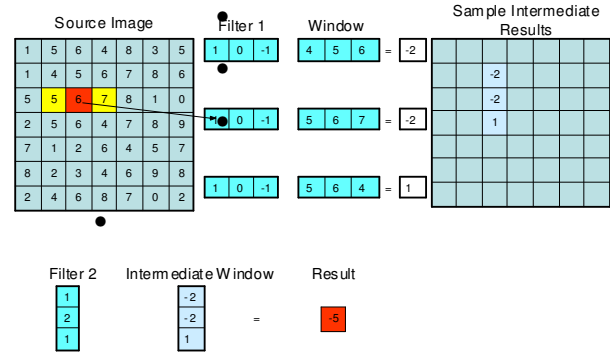 Source Image
Filter 1
Window
Sample Intermediate
Results
1 5 6 4 8 3 5
1 4 5 6 7 8 6
5 5 6 7 8 1 0
2 5 6 4 7 8 9
7 1 2 6 4 5 7
8 2 3 4 6 9 8
2 4 6 8 7 0 2
1 0 -1
4 5 6 = -2
1 0 -1
5 6 7 = -2
1 0 -1
5 6 4 = 1
-2
-2
1
Filter 2
Intermediate Window
Result
1 -2
2 -2 = -5
1 1